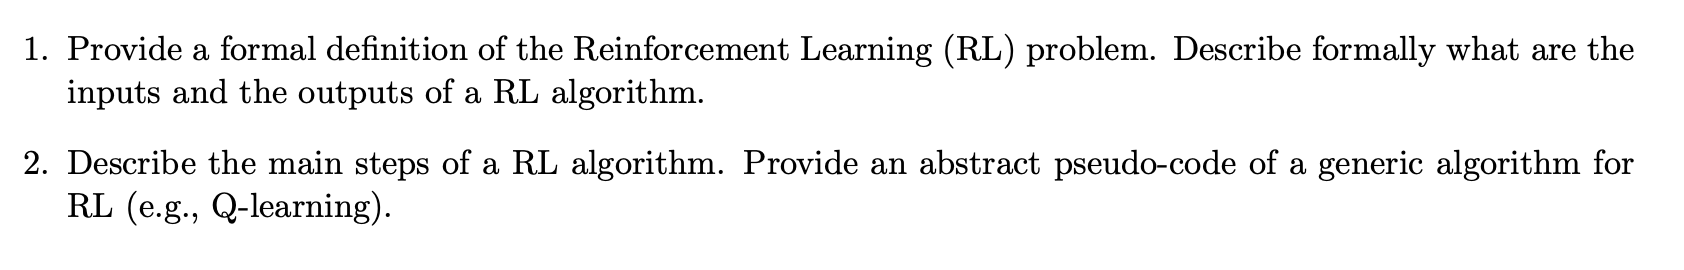 1. Provide a formal definition of the Reinforcement Learning (RL) problem. Describe formally what are the
inputs and the outputs of a RL algorithm.
2. Describe the main steps of a RL algorithm. Provide an abstract pseudo-code of a generic algorithm for
RL (e.g., Q-learning).